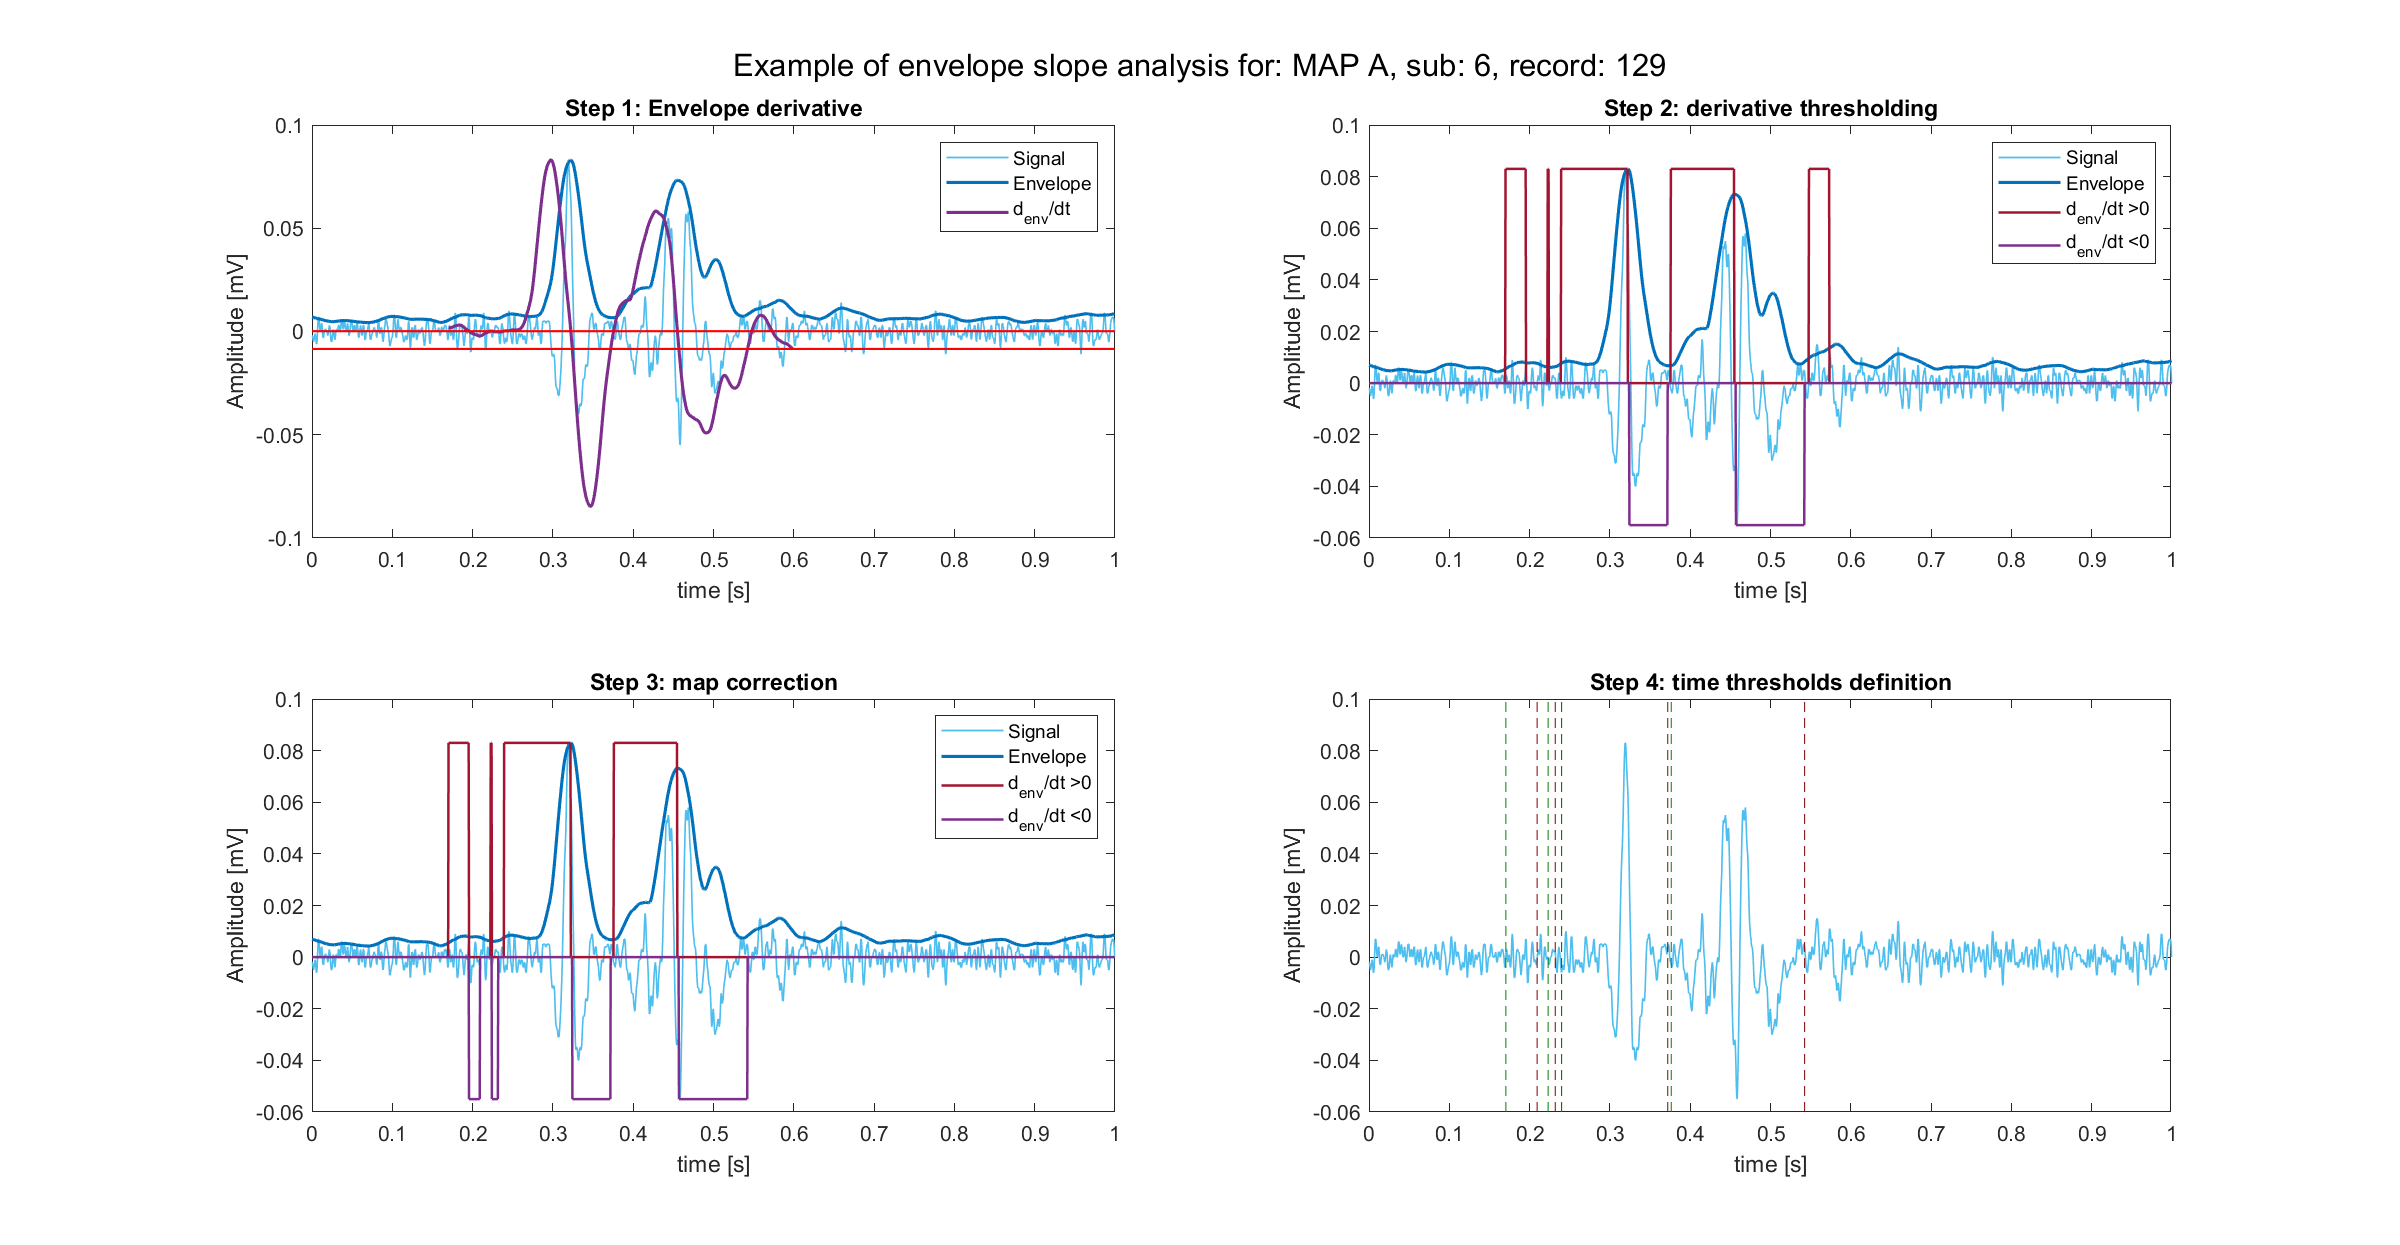 Example of envelope slope analysis for: MAP A, sub: 6, record: 129
Step 1: Envelope derivative
0.1
0.05
0
-0.05
-0.1
Amplitude [mV]
0 0.1 0.2 0.3 0.4 0.5 0.6 0.7 0.8 0.9 1
time [s]
Signal
Envelope
d_env/dt
Step 2: derivative thresholding
0.1
0.08
0.06
0.04
0.02
0
-0.02
-0.04
-0.06
Amplitude [mV]
0 0.1 0.2 0.3 0.4 0.5 0.6 0.7 0.8 0.9 1
time [s]
Signal
Envelope
d_env/dt >0
d_env/dt <0
Step 3: map correction
0.1
0.08
0.06
0.04
0.02
0
-0.02
-0.04
-0.06
Amplitude [mV]
0 0.1 0.2 0.3 0.4 0.5 0.6 0.7 0.8 0.9 1
time [s]
Signal
Envelope
d_env/dt >0
d_env/dt <0
Step 4: time thresholds definition
0.1
0.08
0.06
0.04
0.02
0
-0.02
-0.04
-0.06
Amplitude [mV]
0 0.1 0.2 0.3 0.4 0.5 0.6 0.7 0.8 0.9 1
time [s]